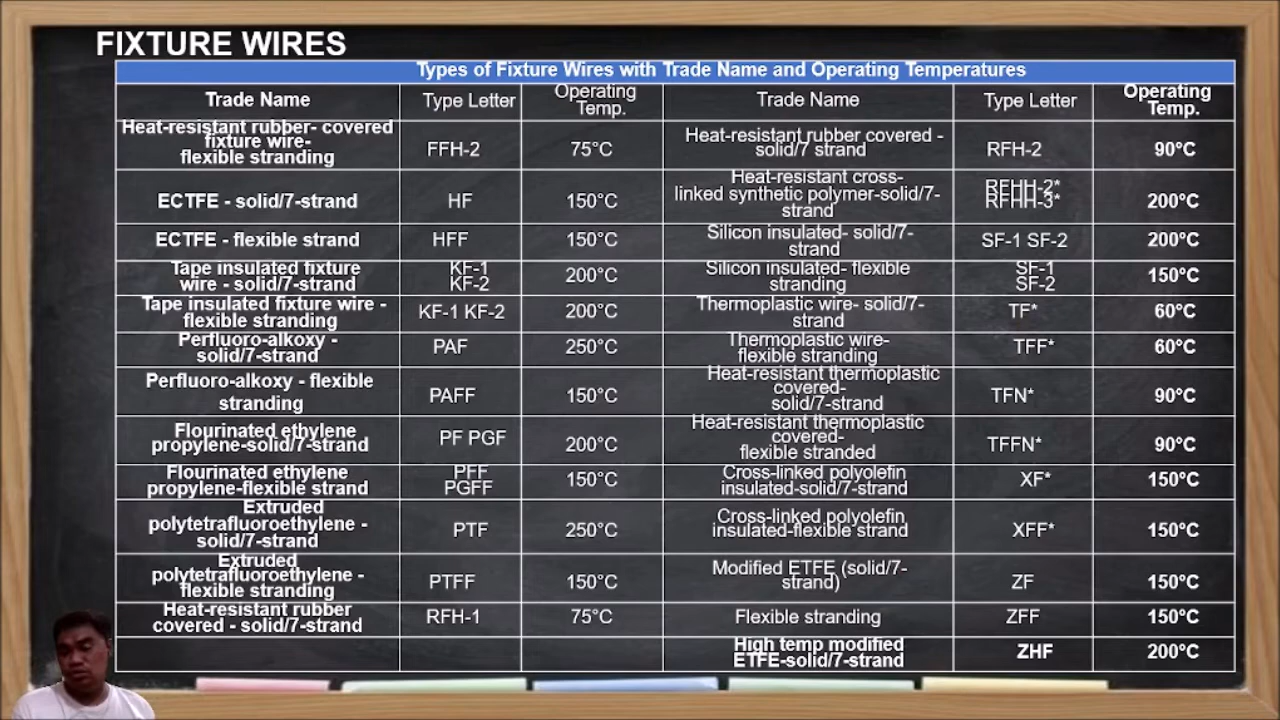 FIXTURE WIRES
Types of Fixture Wires with Trade Name and Operating Temperatures
Trade Name
Type Letter
Operating
Temp.
Trade Name
Type Letter
Operating
Temp.
Heat-resistant rubber- covered
fixture wire-
flexible stranding
FFH-2
75°C
Heat-resistant rubber covered -
solid/7 strand
RFH-2
90°C
ECTFE - solid/7-strand
HF
150°C
Heat-resistant cross-
linked synthetic polymer-solid/7-
strand
RFHH-2*
RFHH-3*
200°C
ECTFE - flexible strand
HFF
150°C
Silicon insulated- solid/7-
strand
SF-1 SF-2
200°C
Tape insulated fixture
wire - solid/7-strand
KF-1
KF-2
200°C
Silicon insulated- flexible
stranding
SF-1
SF-2
150°C
Tape insulated fixture wire -
flexible stranding
KF-1 KF-2
200°C
Thermoplastic wire- solid/7-
strand
TF*
60°C
Perfluoro-alkoxy -
solid/7-strand
PAF
250°C
Thermoplastic wire-
flexible stranding
TFF*
60°C
Perfluoro-alkoxy - flexible
stranding
PAFF
150°C
Heat-resistant thermoplastic
covered-
solid/7-strand
TFN*
90°C
Flourinated ethylene
propylene-solid/7-strand
PF PGF
200°C
Heat-resistant thermoplastic
covered-
flexible stranded
TFFN*
90°C
Flourinated ethylene
propylene-flexible strand
PFF
PGFF
150°C
Cross-linked polyolefin
insulated-solid/7-strand
XF*
150°C
Extruded
polytetrafluoroethylene -
solid/7-strand
PTF
250°C
Cross-linked polyolefin
insulated-flexible strand
XFF*
150°C
Extruded
polytetrafluoroethylene -
flexible stranding
PTFF
150°C
Modified ETFE (solid/7-
strand)
ZF
150°C
Heat-resistant rubber
covered - solid/7-strand
RFH-1
75°C
Flexible stranding
ZFF
150°C
High temp modified
ETFE-solid/7-strand
ZHF
200°C